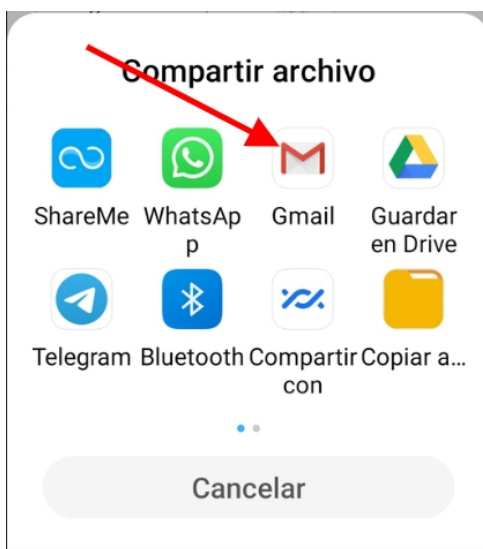 Compartir archivo
ShareMe WhatsAp Gmail Guardar
p en Drive
Telegram Bluetooth Compartir Copiar a...
con
Cancelar